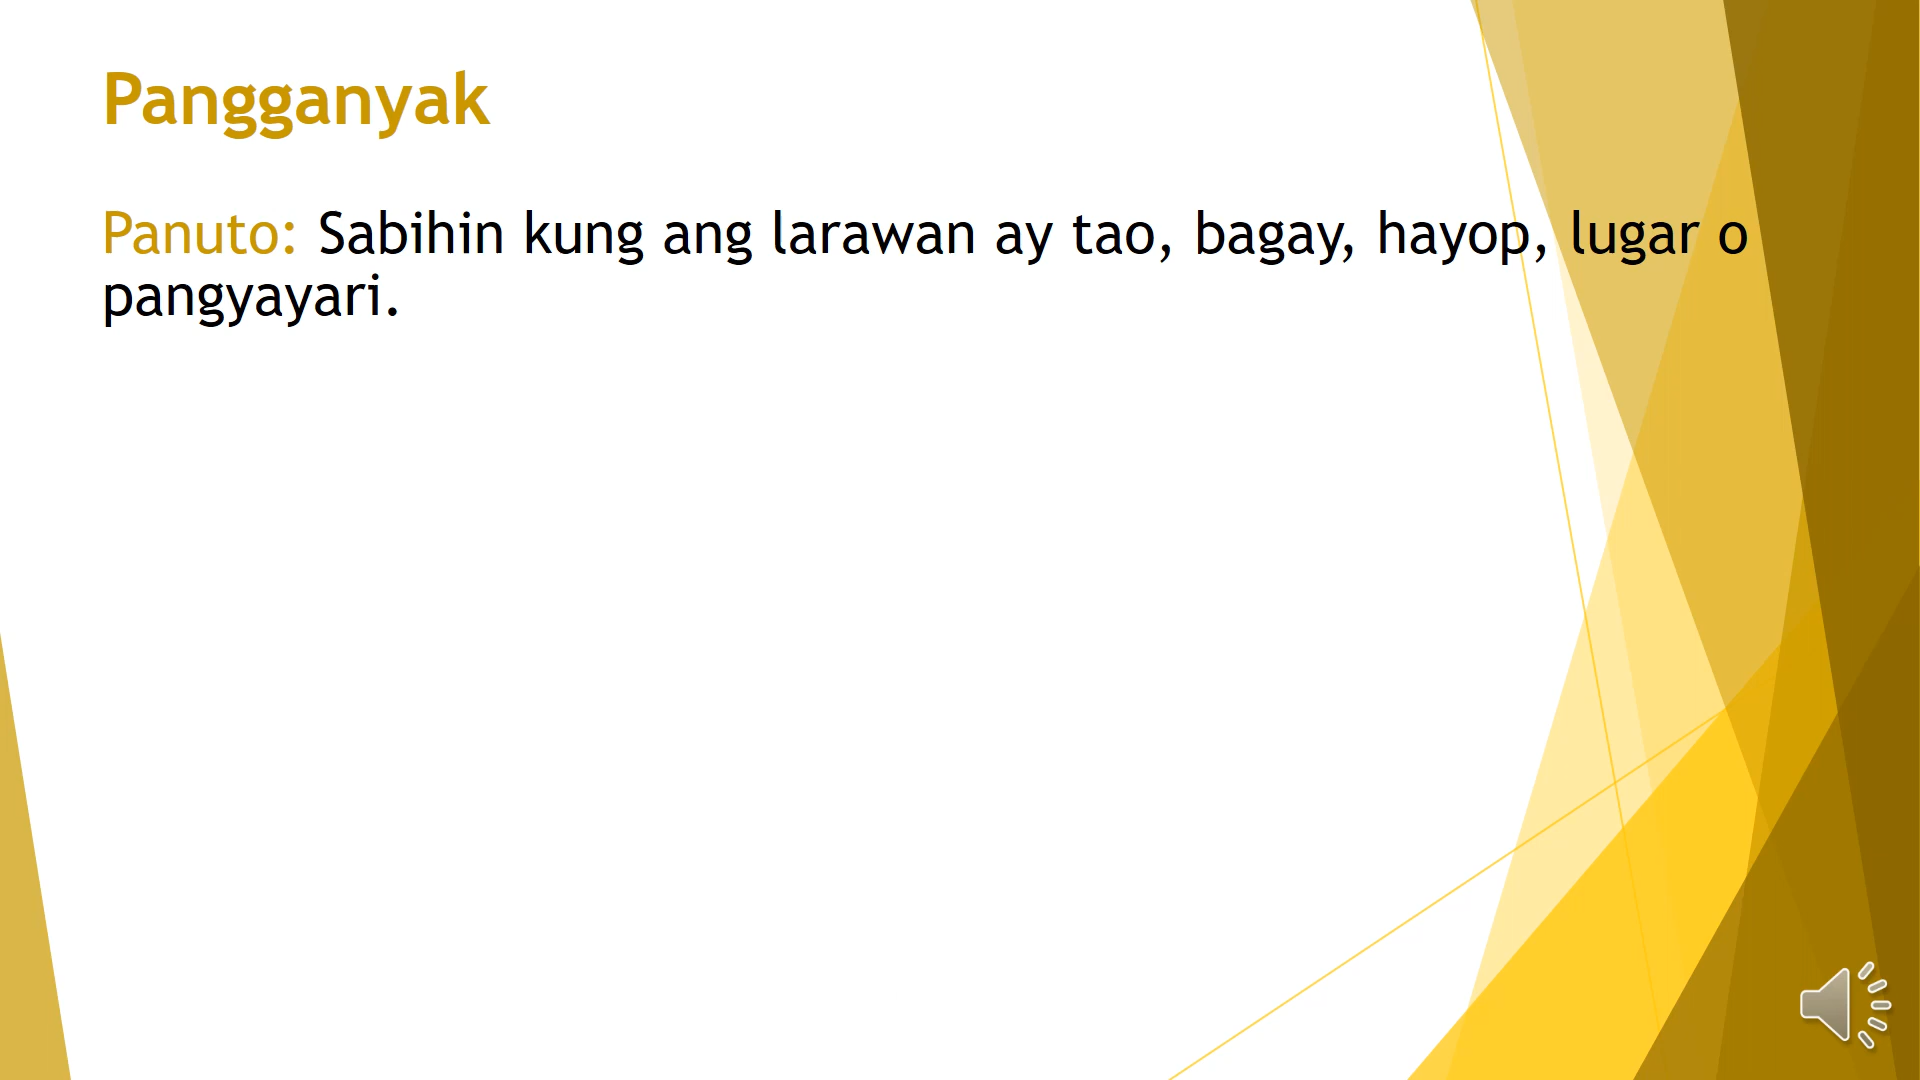 Pangganyak
Panuto: Sabihin kung ang larawan ay tao, bagay, hayop, lugar o
pangyayari.